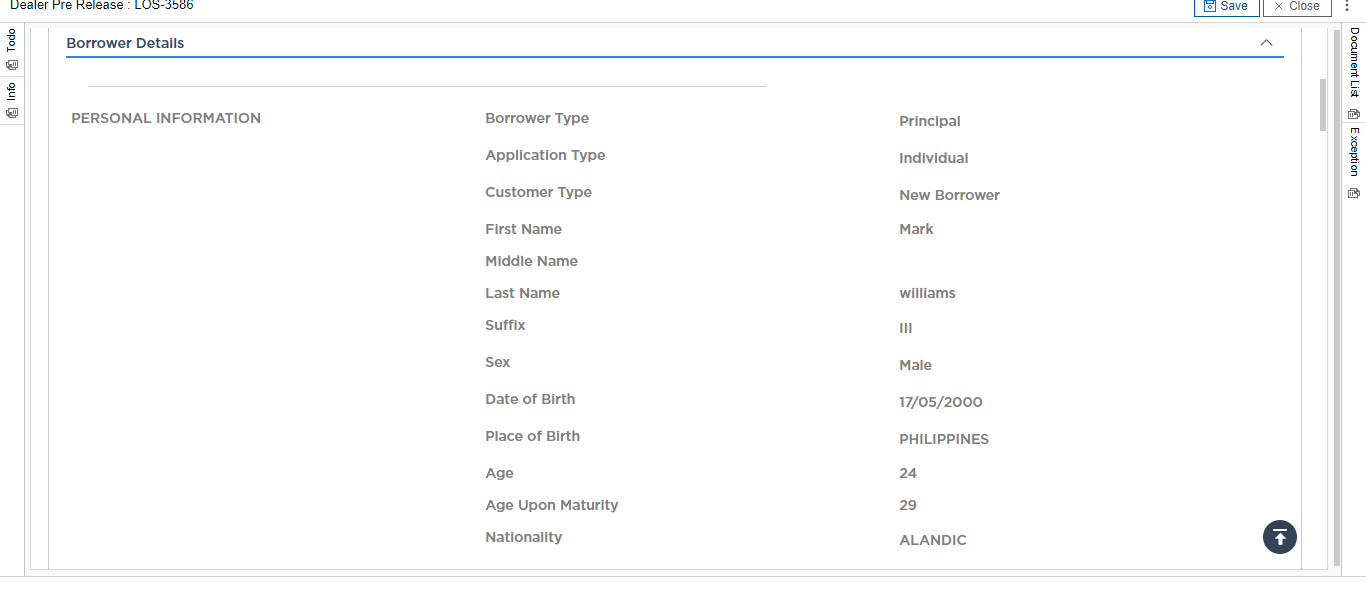 Dealer Pre Release : LOS-3586
Save
Close
Todo
Info
Borrower Details
PERSONAL INFORMATION
Borrower Type Principal
Application Type Individual
Customer Type New Borrower
First Name Mark
Middle Name
Last Name williams
Suffix III
Sex Male
Date of Birth 17/05/2000
Place of Birth PHILIPPINES
Age 24
Age Upon Maturity 29
Nationality ALANDIC
Document List
Exception